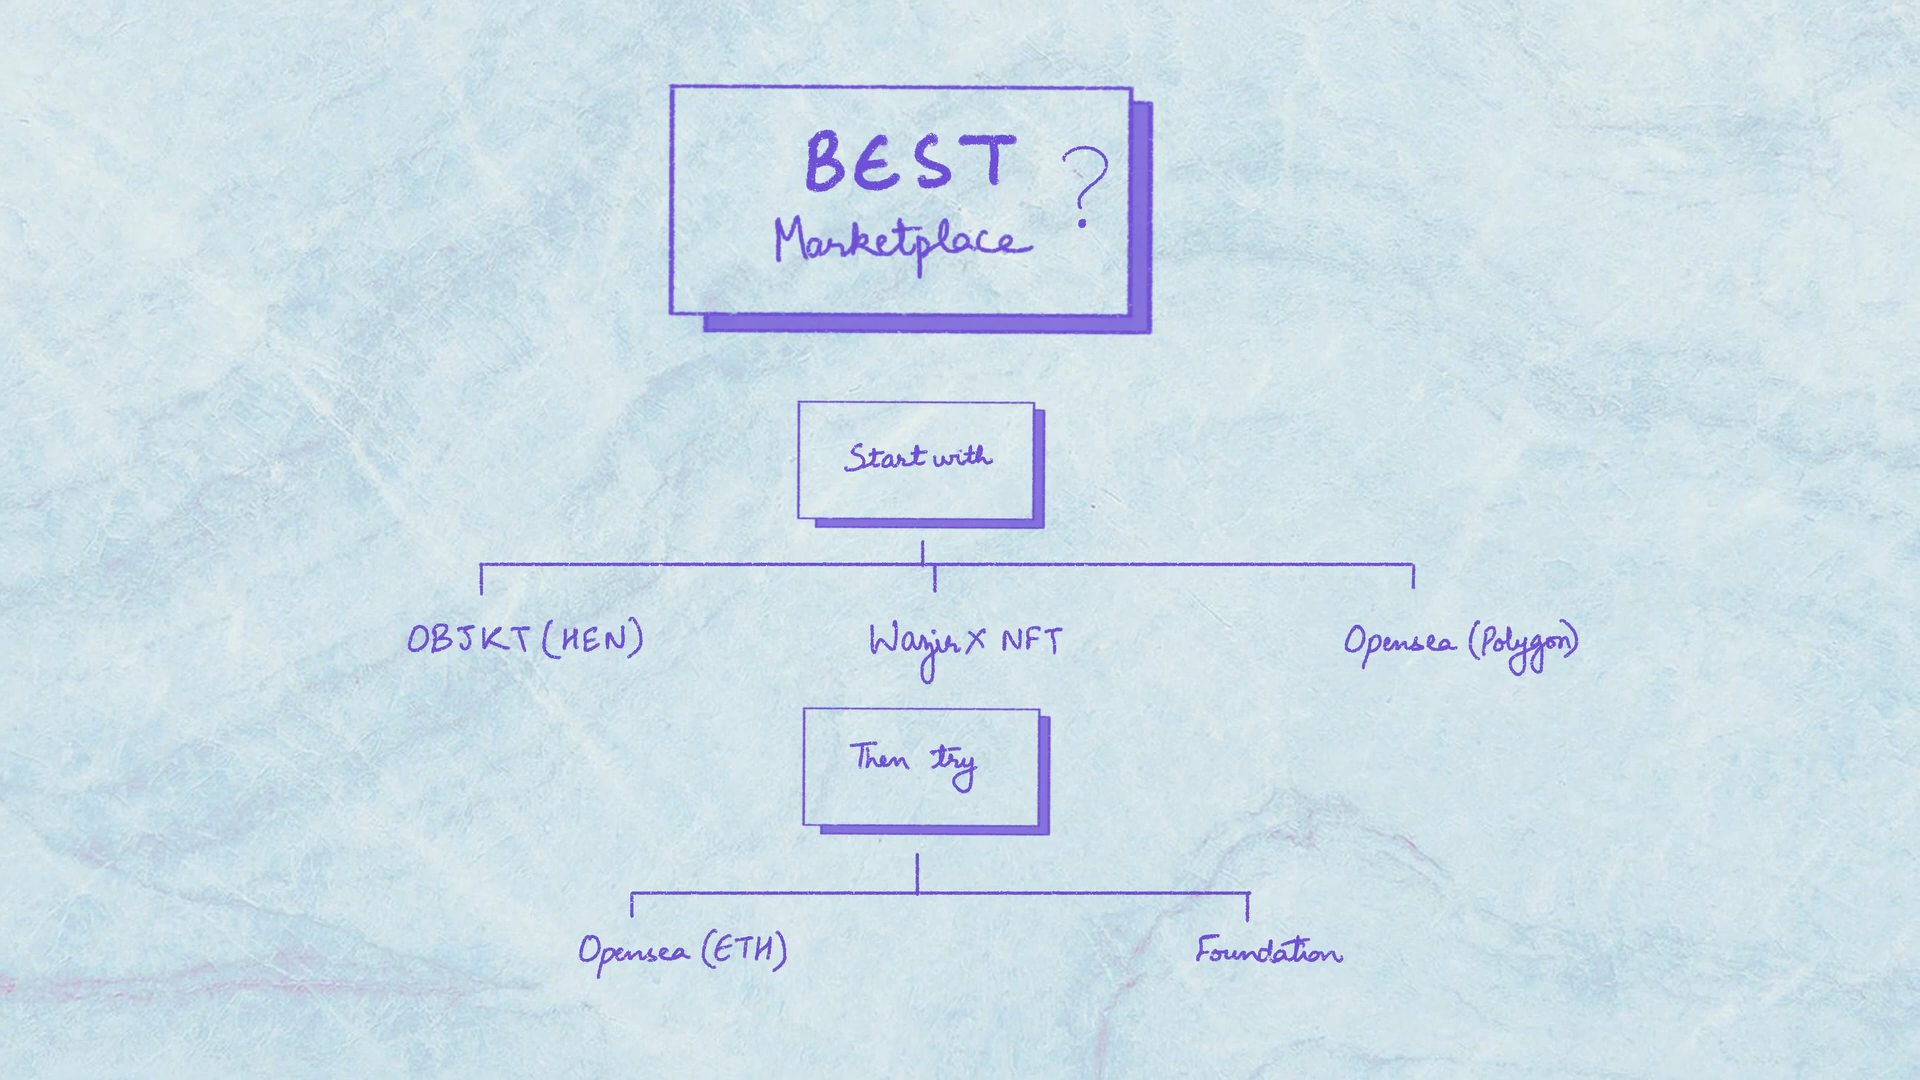 BEST
Marketplace ?
Start with
OBJKT (HEN) WazirX NFT Opensea (Polygon)
Then try
Opensea (ETH) Foundation